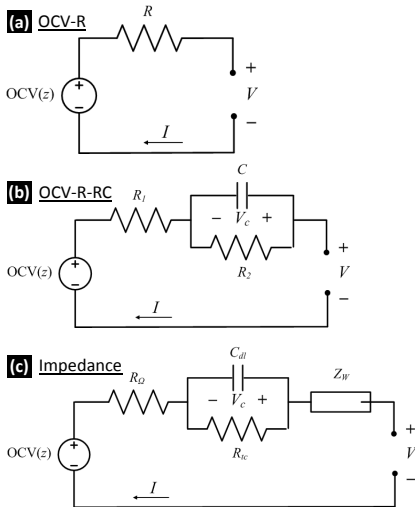 (a) OCV-R
R
OCV(z)
+
−
+
V
−
I
(b) OCV-R-RC
C
R1
− Vc +
R2
OCV(z)
+
−
+
V
−
I
(c) Impedance
Cdl
RΩ
− Vc +
ZW
Rtc
OCV(z)
+
−
+
V
−
I